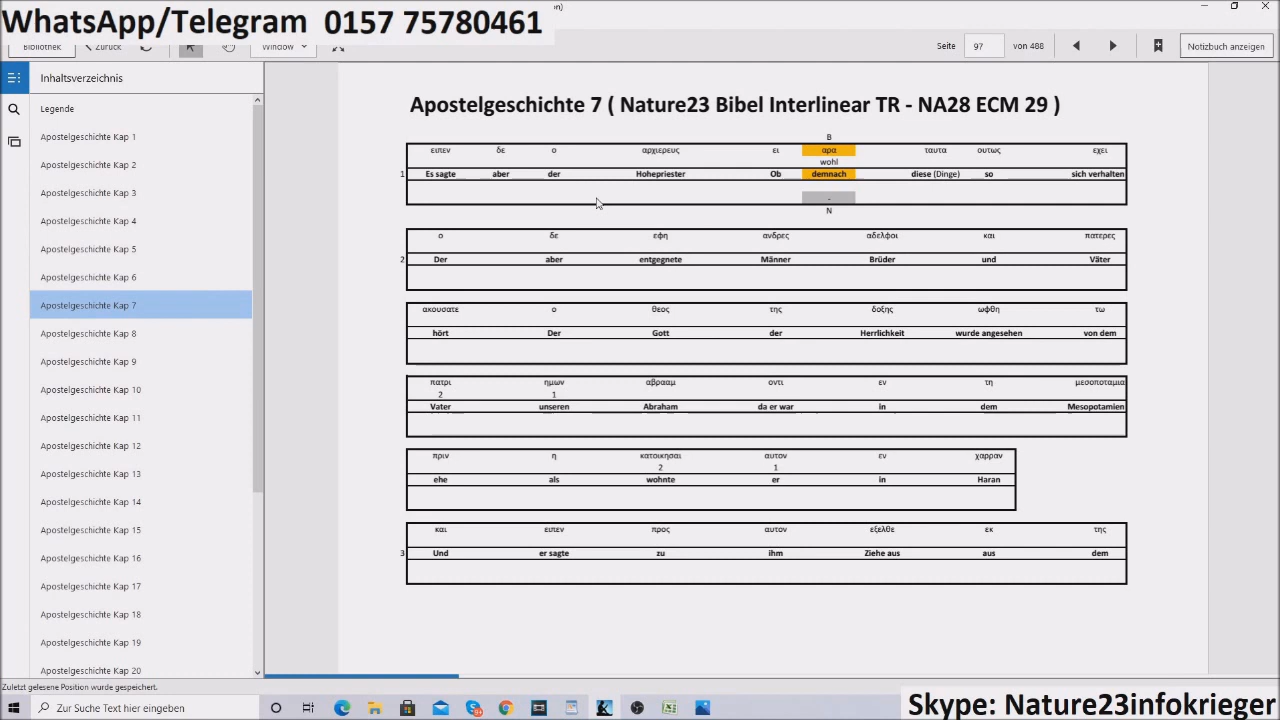 WhatsApp/Telegram 0157 75780461
Bibliothek Zurück Window Seite 97 von 488 Notizbuch anzeigen
Inhaltsverzeichnis
Legende
Apostelgeschichte Kap 1
Apostelgeschichte Kap 2
Apostelgeschichte Kap 3
Apostelgeschichte Kap 4
Apostelgeschichte Kap 5
Apostelgeschichte Kap 6
Apostelgeschichte Kap 7
Apostelgeschichte Kap 8
Apostelgeschichte Kap 9
Apostelgeschichte Kap 10
Apostelgeschichte Kap 11
Apostelgeschichte Kap 12
Apostelgeschichte Kap 13
Apostelgeschichte Kap 14
Apostelgeschichte Kap 15
Apostelgeschichte Kap 16
Apostelgeschichte Kap 17
Apostelgeschichte Kap 18
Apostelgeschichte Kap 19
Apostelgeschichte Kap 20
Apostelgeschichte 7 ( Nature23 Bibel Interlinear TR - NA28 ECM 29 )
B
ειπεν δε ο αρχιερευς ει αρα ταυτα ουτως εχει
wohl
1 Es sagte aber der Hohepriester Ob demnach diese (Dinge) so sich verhalten
-
N
ο δε εφη ανδρες αδελφοι και πατερες
2 Der aber entgegnete Männer Brüder und Väter
ακουσατε ο θεος της δοξης ωφθη τω
hört Der Gott der Herrlichkeit wurde angesehen von dem
πατρι ημων αβρααμ οντι εν τη μεσοποταμια
2 1
Vater unseren Abraham da er war in dem Mesopotamien
πριν η κατοικησαι αυτον εν χαρραν
2 1
ehe als wohnte er in Haran
και ειπεν προς αυτον εξελθε εκ της
3 Und er sagte zu ihm Ziehe aus aus dem
Zuletzt gelesene Position wurde gespeichert.
Zur Suche Text hier eingeben
Skype: Nature23infokrieger